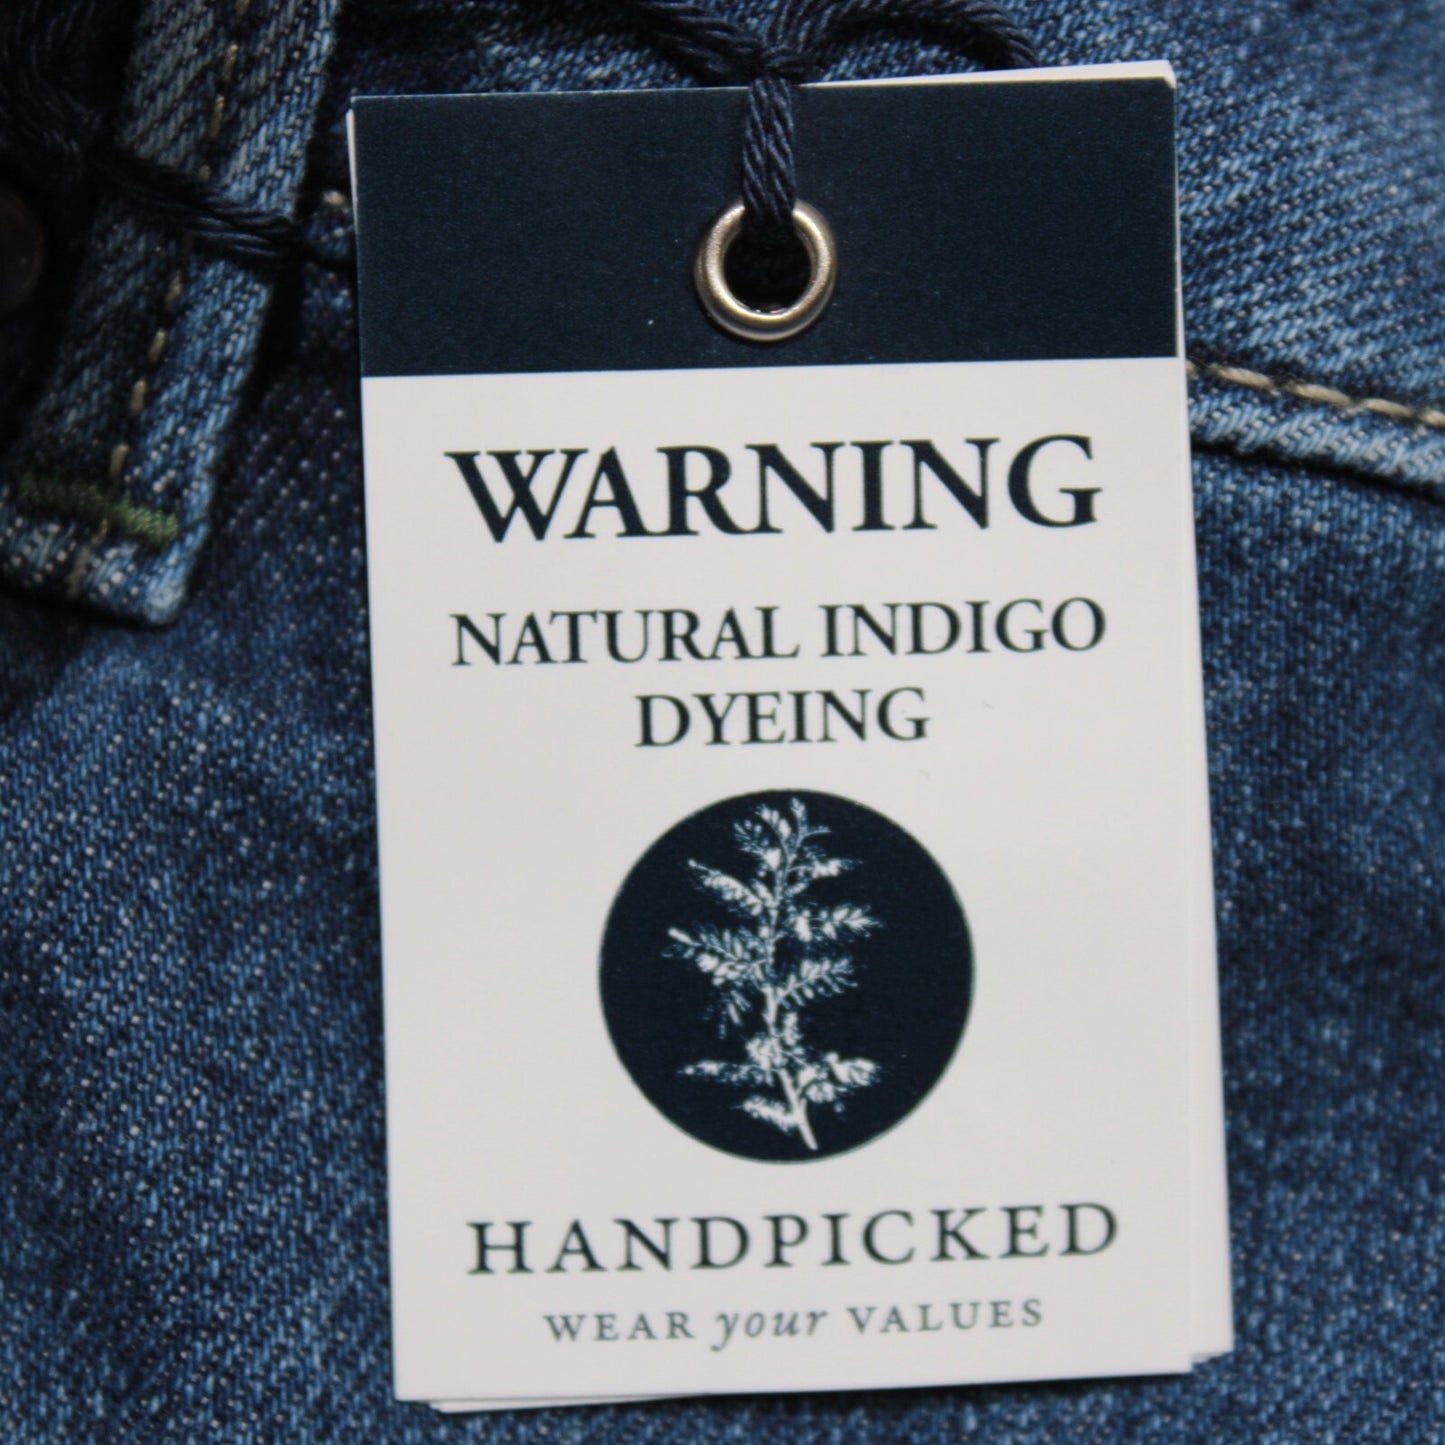 WARNING
NATURAL INDIGO
DYEING
HANDPICKED
WEAR your VALUES